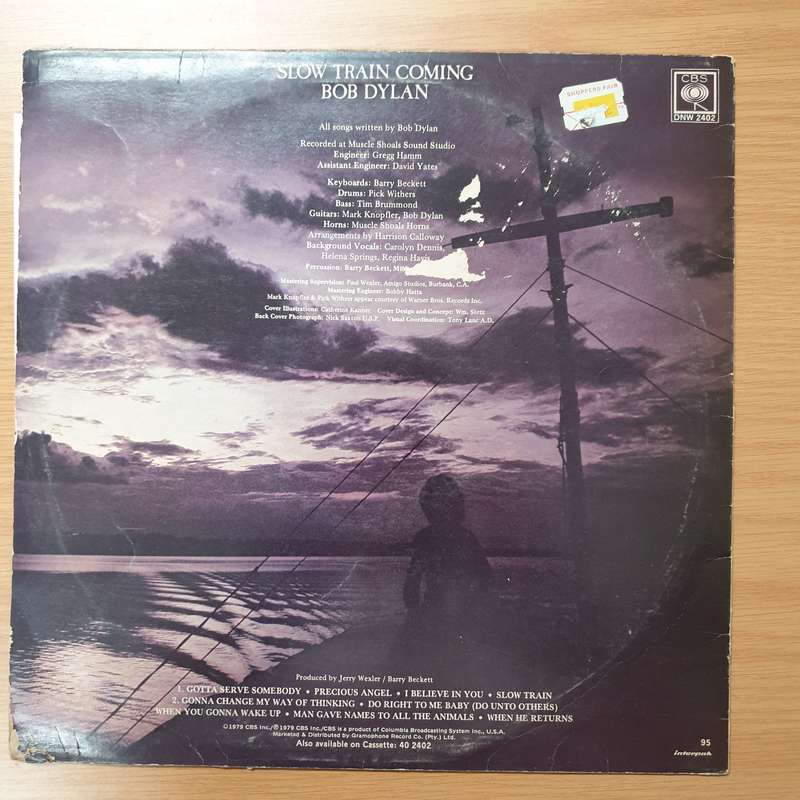 SLOW TRAIN COMING
BOB DYLAN
SHOPPERS FAIR
CBS
DNW 2402
All songs written by Bob Dylan
Recorded at Muscle Shoals Sound Studio
Engineer: Gregg Hamm
Assistant Engineer: David Yates
Keyboards: Barry Beckett
Drums: Pick Withers
Bass: Tim Brummond
Guitars: Mark Knopfler, Bob Dylan
Horns: Muscle Shoals Horns
Arrangements by Harrison Calloway
Background Vocals: Carolyn Dennis,
Helena Springs, Regina Havis
Percussion: Barry Beckett,
Mastering Supervision: Paul Wexler, Amigo Studios, Burbank, C.A.
Mastering Engineer: Bobby Hatta
Mark Knopfler & Pick Withers appear courtesy of Warner Bros. Records Inc.
Cover Illustrations: Catherine Kanner Cover Design and Concept: Wm. Stetz
Back Cover Photograph: Nick Saxton U.S.P. Visual Coordination: Tony Lane A.D.
Produced by Jerry Wexler / Barry Beckett
1. GOTTA SERVE SOMEBODY • PRECIOUS ANGEL • I BELIEVE IN YOU • SLOW TRAIN
2. GONNA CHANGE MY WAY OF THINKING • DO RIGHT TO ME BABY (DO UNTO OTHERS)
WHEN YOU GONNA WAKE UP • MAN GAVE NAMES TO ALL THE ANIMALS • WHEN HE RETURNS
© 1979 CBS Inc./℗ 1979 CBS Inc./CBS is a product of Columbia Broadcasting System Inc., U.S.A.
Marketed & Distributed by Gramophone Record Co. (Pty.) Ltd.
Also available on Cassette: 40 2402
95
interpak